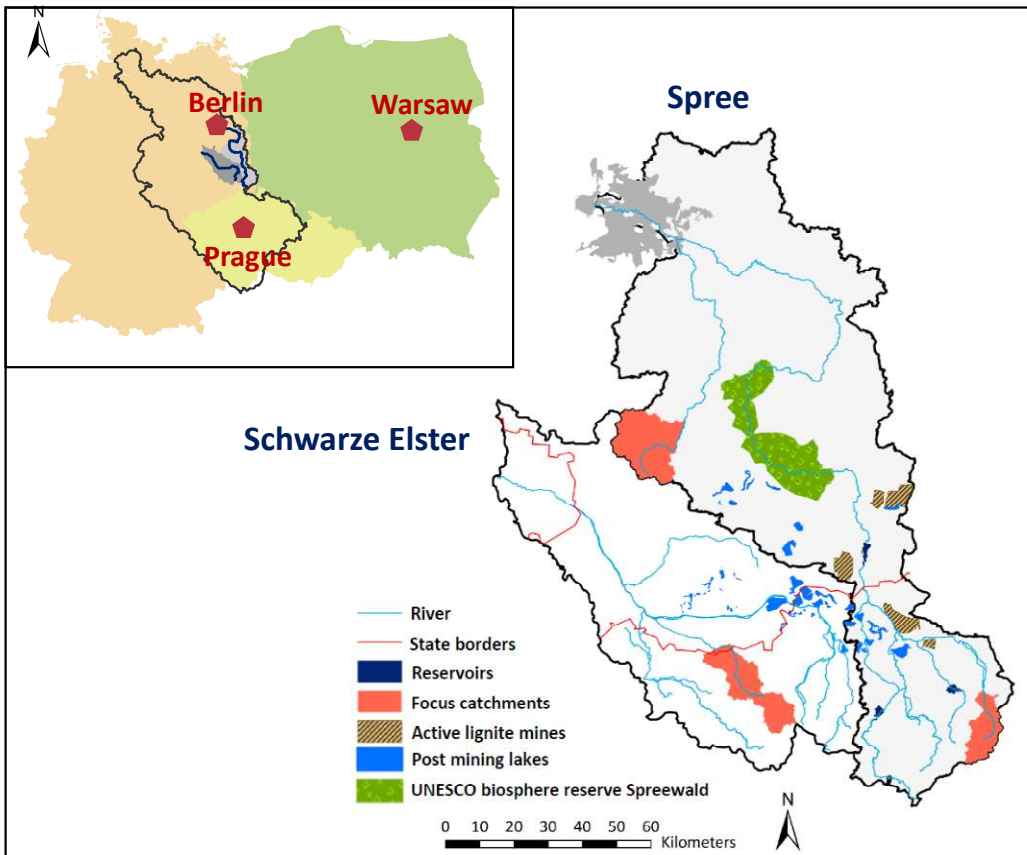 N
Berlin
Warsaw
Prague
Spree
Schwarze Elster
River
State borders
Reservoirs
Focus catchments
Active lignite mines
Post mining lakes
UNESCO biosphere reserve Spreewald
N
0 10 20 30 40 50 60
Kilometers